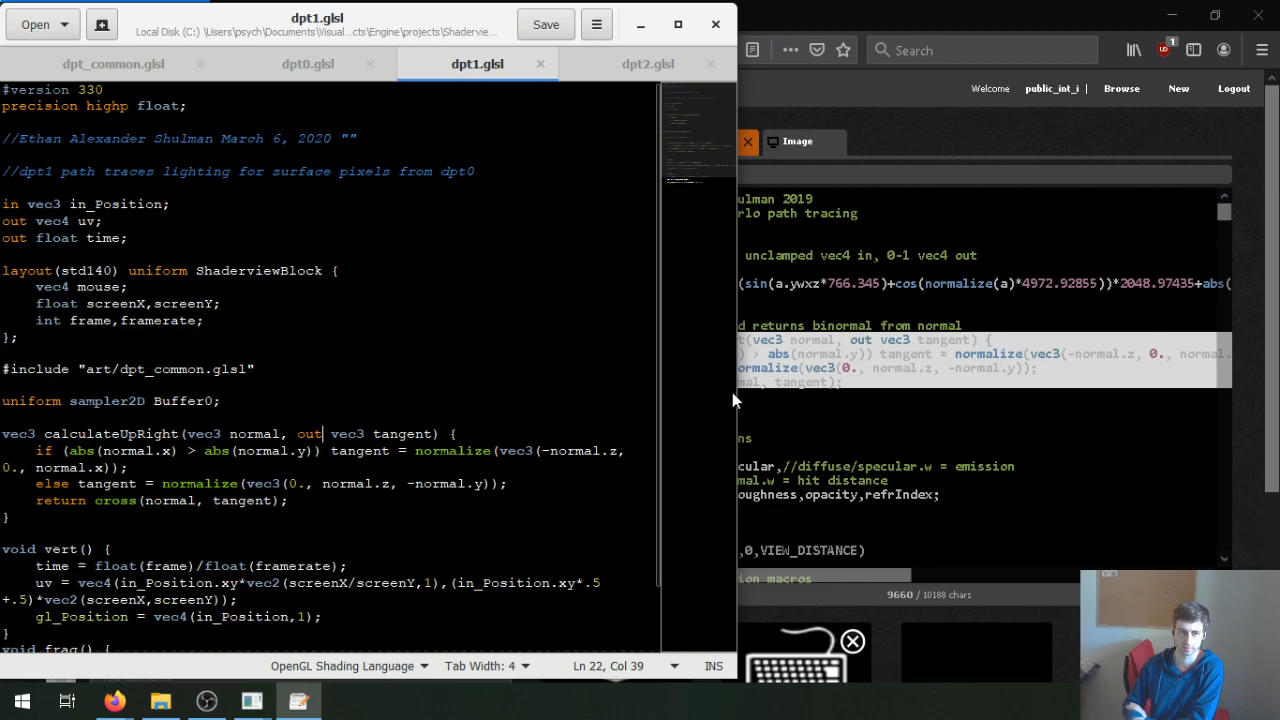 Open
dpt1.glsl
Local Disk (C:) \Users\psych\Documents\Visual...cts\Engine\projects\Shaderview...
Save
dpt_common.glsl
dpt0.glsl
dpt1.glsl
dpt2.glsl
#version 330
precision highp float;
//Ethan Alexander Shulman March 6, 2020 ""
//dpt1 path traces lighting for surface pixels from dpt0
in vec3 in_Position;
out vec4 uv;
out float time;
layout(std140) uniform ShaderviewBlock {
vec4 mouse;
float screenX,screenY;
int frame,framerate;
};
#include "art/dpt_common.glsl"
uniform sampler2D Buffer0;
vec3 calculateUpRight(vec3 normal, out vec3 tangent) {
if (abs(normal.x) > abs(normal.y)) tangent = normalize(vec3(-normal.z,
0., normal.x));
else tangent = normalize(vec3(0., normal.z, -normal.y));
return cross(normal, tangent);
}
void vert() {
time = float(frame)/float(framerate);
uv = vec4(in_Position.xy*vec2(screenX/screenY,1),(in_Position.xy*.5
+.5)*vec2(screenX,screenY));
gl_Position = vec4(in_Position,1);
}
void frag() {
OpenGL Shading Language
Tab Width: 4
Ln 22, Col 39
INS
Search
1
Welcome public_int_i | Browse New Logout
Image
ulman 2019
rlo path tracing
unclamped vec4 in, 0-1 vec4 out
(sin(a.ywxz*766.345)+cos(normalize(a)*4972.92855))*2048.97435+abs(
d returns binormal from normal
t(vec3 normal, out vec3 tangent) {
) > abs(normal.y)) tangent = normalize(vec3(-normal.z, 0., normal.
ormalize(vec3(0., normal.z, -normal.y));
mal, tangent);
ns
cular,//diffuse/specular.w = emission
mal.w = hit distance
oughness,opacity,refrIndex;
,0,VIEW_DISTANCE)
ion macros
9660 / 10188 chars